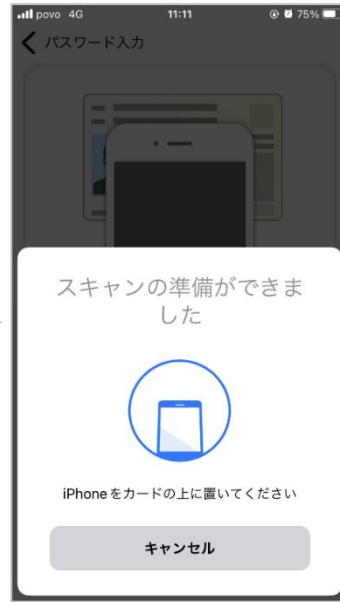 povo 4G 11:11 75%
パスワード入力
スキャンの準備ができま
した
iPhoneをカードの上に置いてください
キャンセル